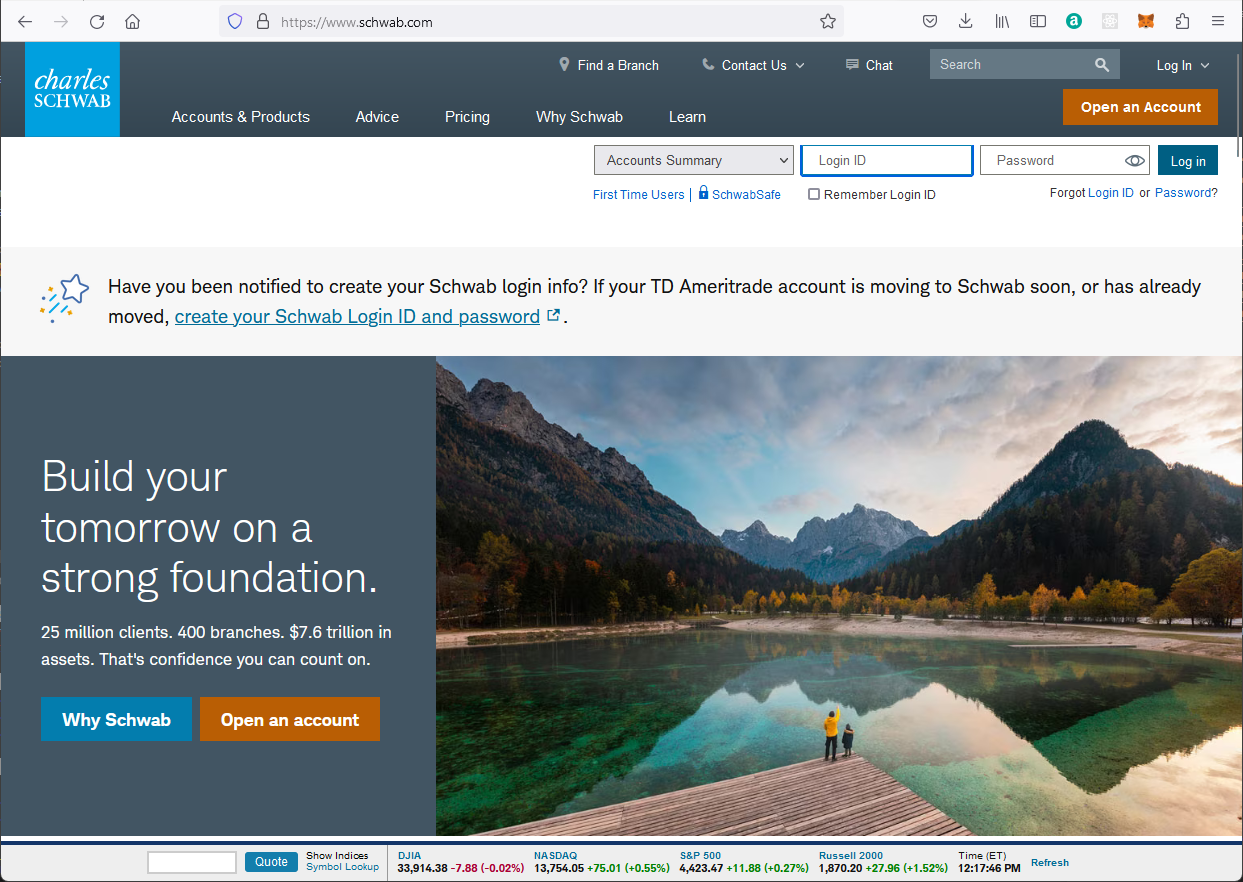 https://www.schwab.com
charles
SCHWAB
Find a Branch
Contact Us
Chat
Search
Log In
Accounts & Products
Advice
Pricing
Why Schwab
Learn
Open an Account
Accounts Summary
Login ID
Password
Log in
First Time Users | SchwabSafe
Remember Login ID
Forgot Login ID or Password?
Have you been notified to create your Schwab login info? If your TD Ameritrade account is moving to Schwab soon, or has already
moved, create your Schwab Login ID and password .
Build your
tomorrow on a
strong foundation.
25 million clients. 400 branches. $7.6 trillion in
assets. That's confidence you can count on.
Why Schwab
Open an account
Quote
Show Indices
Symbol Lookup
DJIA
33,914.38 -7.88 (-0.02%)
NASDAQ
13,754.05 +75.01 (+0.55%)
S&P 500
4,423.47 +11.88 (+0.27%)
Russell 2000
1,870.20 +27.96 (+1.52%)
Time (ET)
12:17:46 PM
Refresh